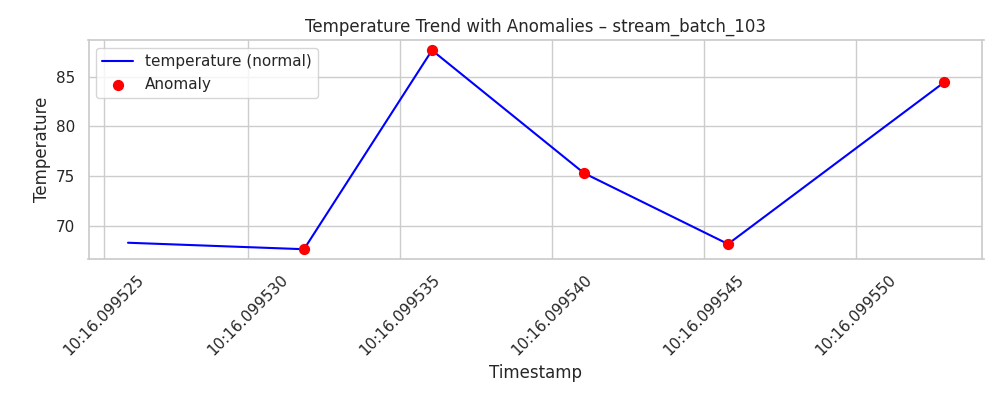 Temperature Trend with Anomalies – stream_batch_103
temperature (normal)
Anomaly
Temperature
85
80
75
70
10:16.099525
10:16.099530
10:16.099535
10:16.099540
10:16.099545
10:16.099550
Timestamp